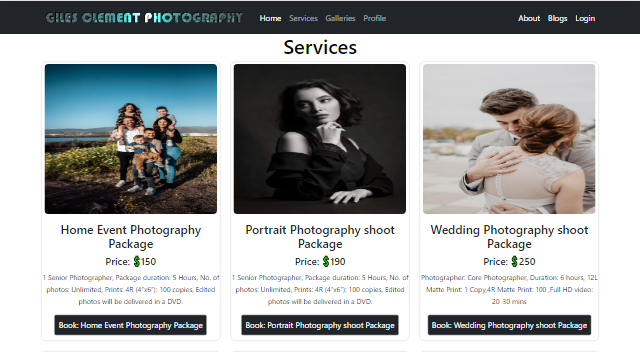 GILES CLEMENT PHOTOGRAPHY Home Services Galleries Profile About Blogs Login
Services
Home Event Photography
Package
Price: $150
1 Senior Photographer, Package duration: 5 Hours, No. of
photos: Unlimited, Prints: 4R (4"x6"): 100 copies, Edited
photos will be delivered in a DVD.
Book: Home Event Photography Package
Portrait Photography shoot
Package
Price: $190
1 Senior Photographer, Package duration: 5 Hours, No. of
photos: Unlimited, Prints: 4R (4"x6"): 100 copies, Edited
photos will be delivered in a DVD.
Book: Portrait Photography shoot Package
Wedding Photography shoot
Package
Price: $250
Photographer: Core Photographer, Duration: 6 hours, 12L
Matte Print: 1 Copy,4R Matte Print: 100 ,Full HD video:
20-30 mins
Book: Wedding Photography shoot Package